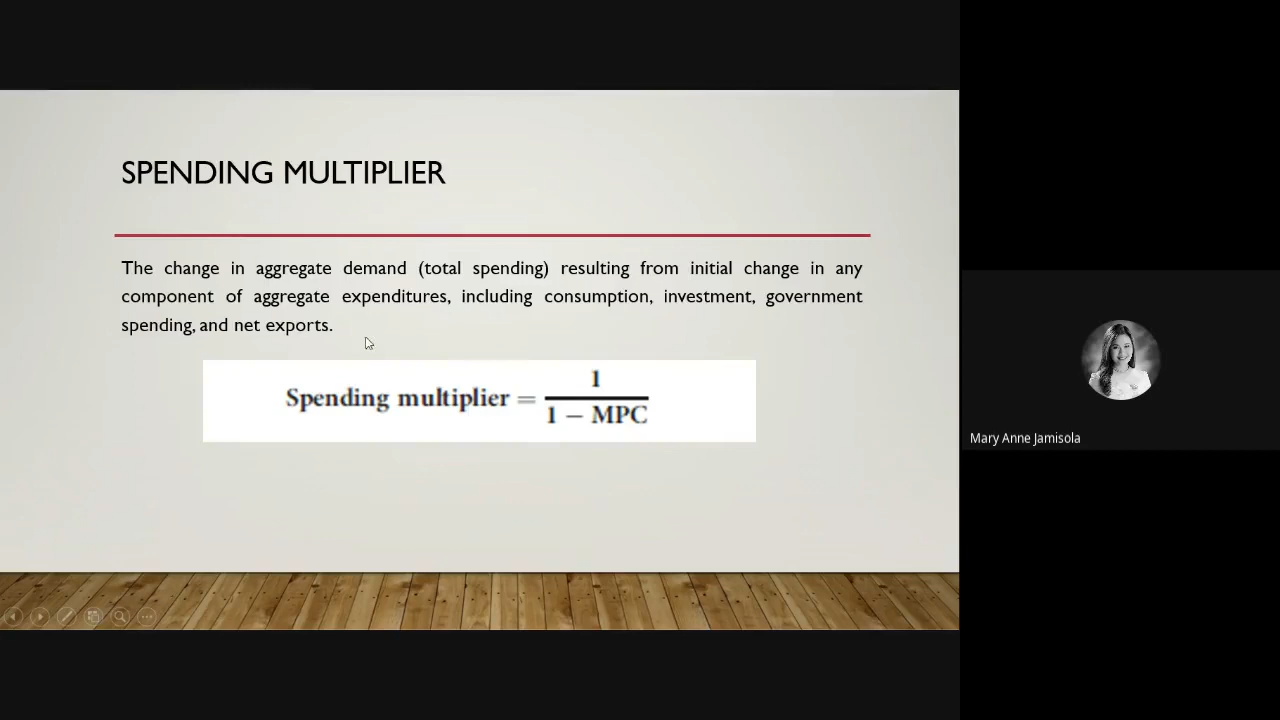 SPENDING MULTIPLIER
The change in aggregate demand (total spending) resulting from initial change in any
component of aggregate expenditures, including consumption, investment, government
spending, and net exports.
Spending multiplier = 1
1 − MPC
Mary Anne Jamisola